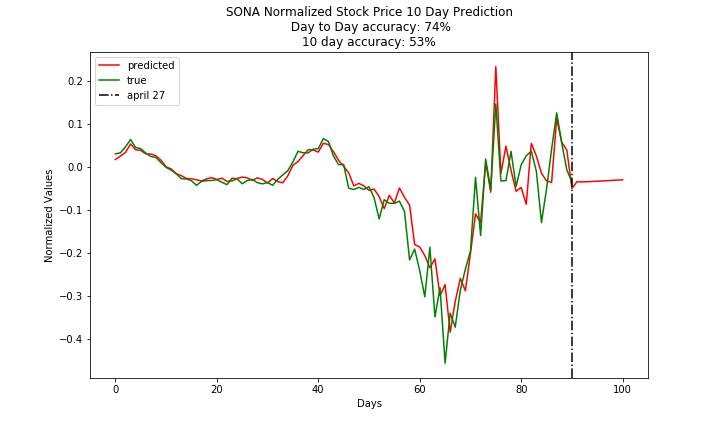 SONA Normalized Stock Price 10 Day Prediction
Day to Day accuracy: 74%
10 day accuracy: 53%
predicted
true
april 27
Normalized Values
0.2
0.1
0.0
−0.1
−0.2
−0.3
−0.4
0 20 40 60 80 100
Days